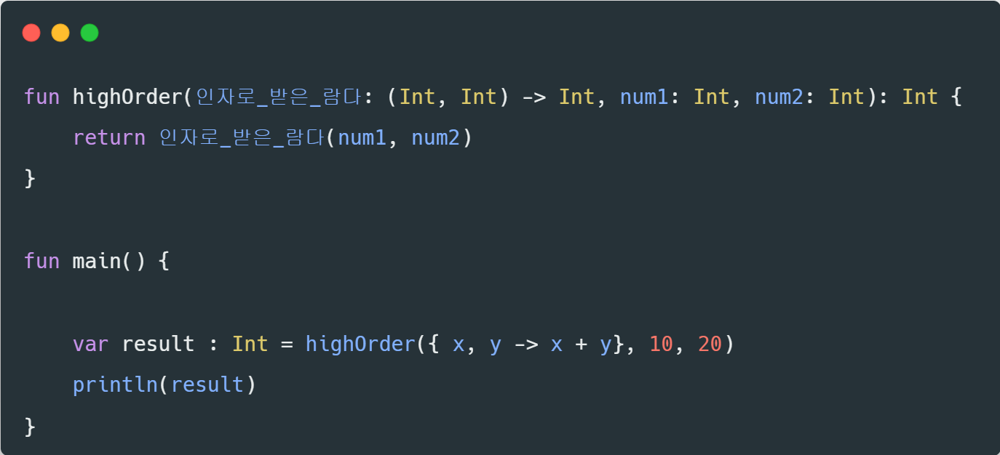 fun highOrder(인자로_받은_람다: (Int, Int) -> Int, num1: Int, num2: Int): Int {
    return 인자로_받은_람다(num1, num2)
}
fun main() {
    var result : Int = highOrder({ x, y -> x + y}, 10, 20)
    println(result)
}